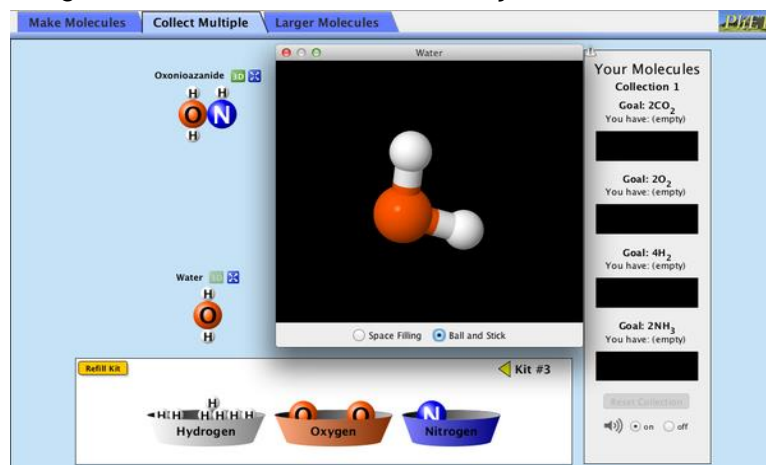 Make Molecules
Collect Multiple
Larger Molecules
PhET
Water
Oxonioazanide 3D
H H
O N
H
Water 3D
H
O
H
Space Filling
Ball and Stick
Your Molecules
Collection 1
Goal: 2CO2
You have: (empty)
Goal: 2O2
You have: (empty)
Goal: 4H2
You have: (empty)
Goal: 2NH3
You have: (empty)
Reset Collection
on off
Refill Kit
Kit #3
H
H H H H H H
O O
N
Hydrogen
Oxygen
Nitrogen